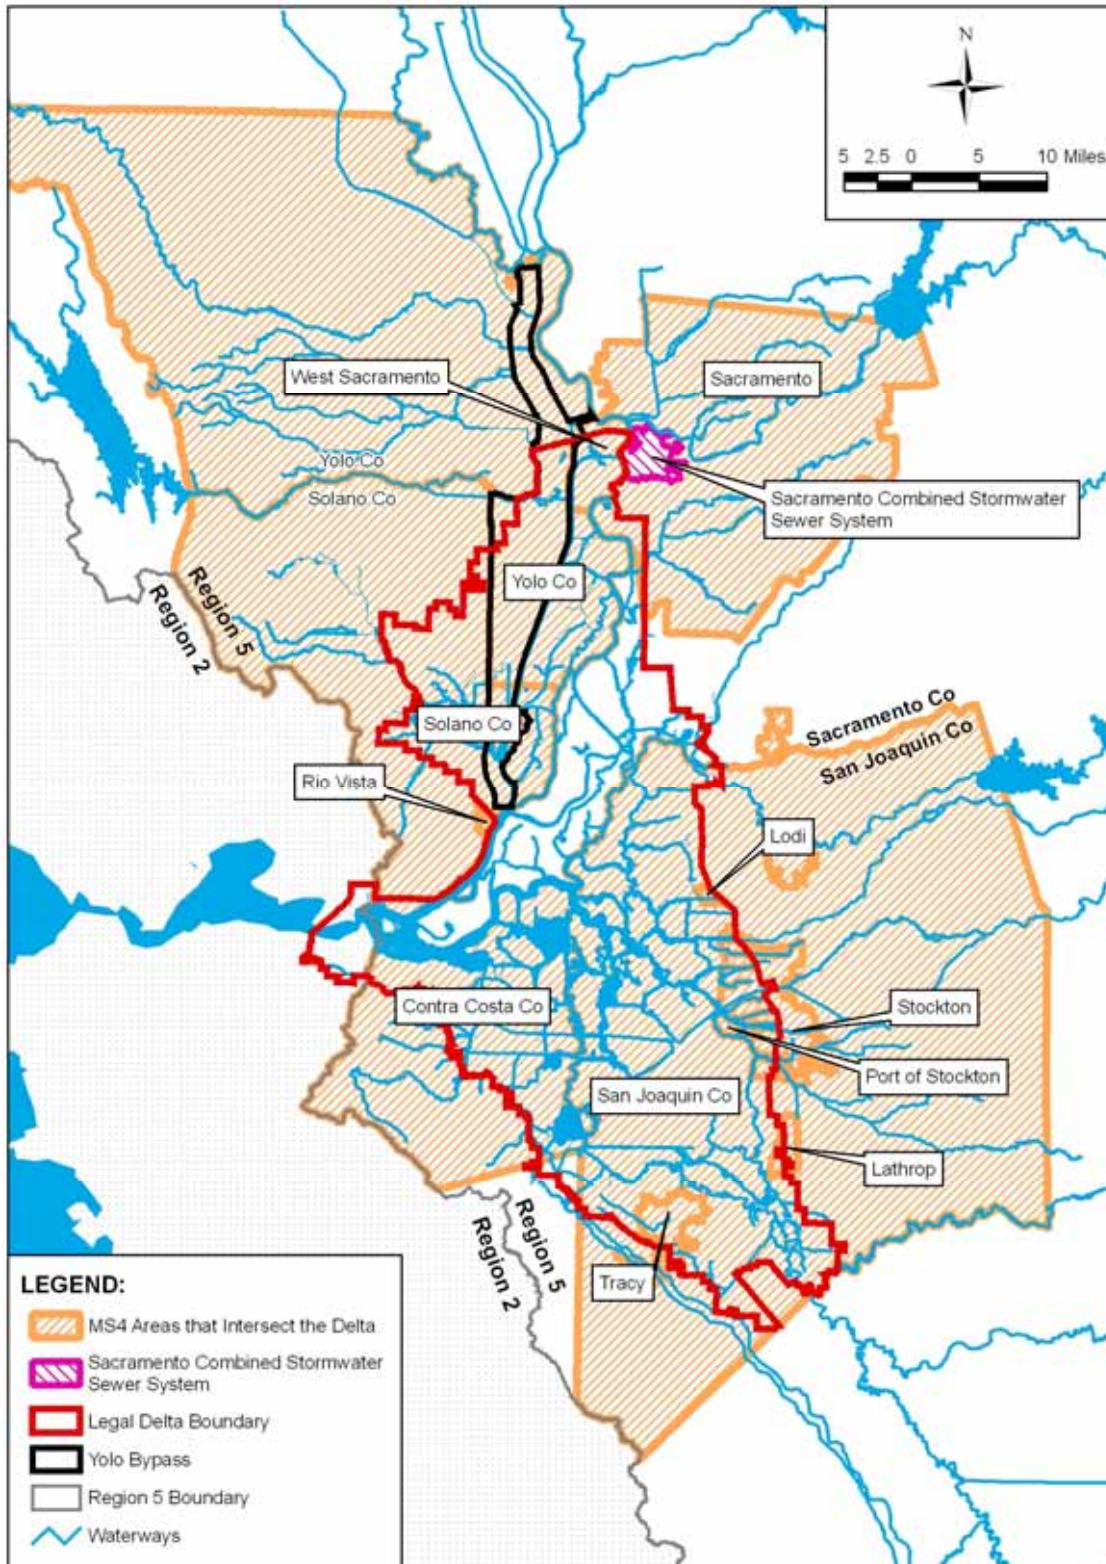 N
5 2.5 0 5 10 Miles
West Sacramento
Sacramento
Yolo Co
Solano Co
Sacramento Combined Stormwater
Sewer System
Yolo Co
Region 5
Region 2
Solano Co
Sacramento Co
San Joaquin Co
Rio Vista
Lodi
Contra Costa Co
Stockton
Port of Stockton
San Joaquin Co
Lathrop
Region 5
Region 2
Tracy
LEGEND:
MS4 Areas that Intersect the Delta
Sacramento Combined Stormwater
Sewer System
Legal Delta Boundary
Yolo Bypass
Region 5 Boundary
Waterways